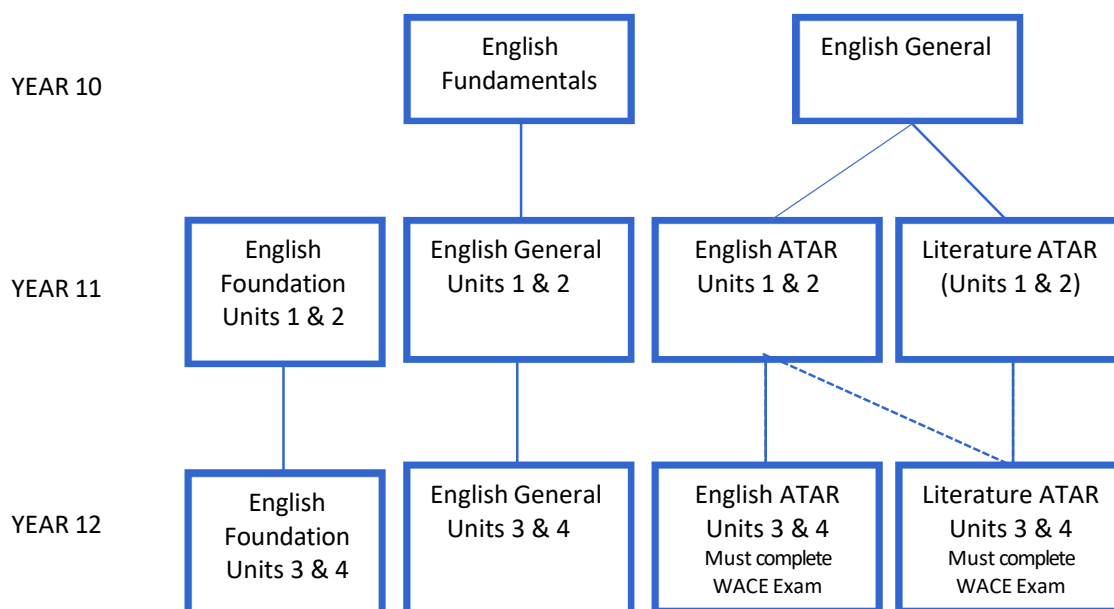 YEAR 10
English
Fundamentals
English General
YEAR 11
English
Foundation
Units 1 & 2
English General
Units 1 & 2
English ATAR
Units 1 & 2
Literature ATAR
(Units 1 & 2)
YEAR 12
English
Foundation
Units 3 & 4
English General
Units 3 & 4
English ATAR
Units 3 & 4
Must complete
WACE Exam
Literature ATAR
Units 3 & 4
Must complete
WACE Exam